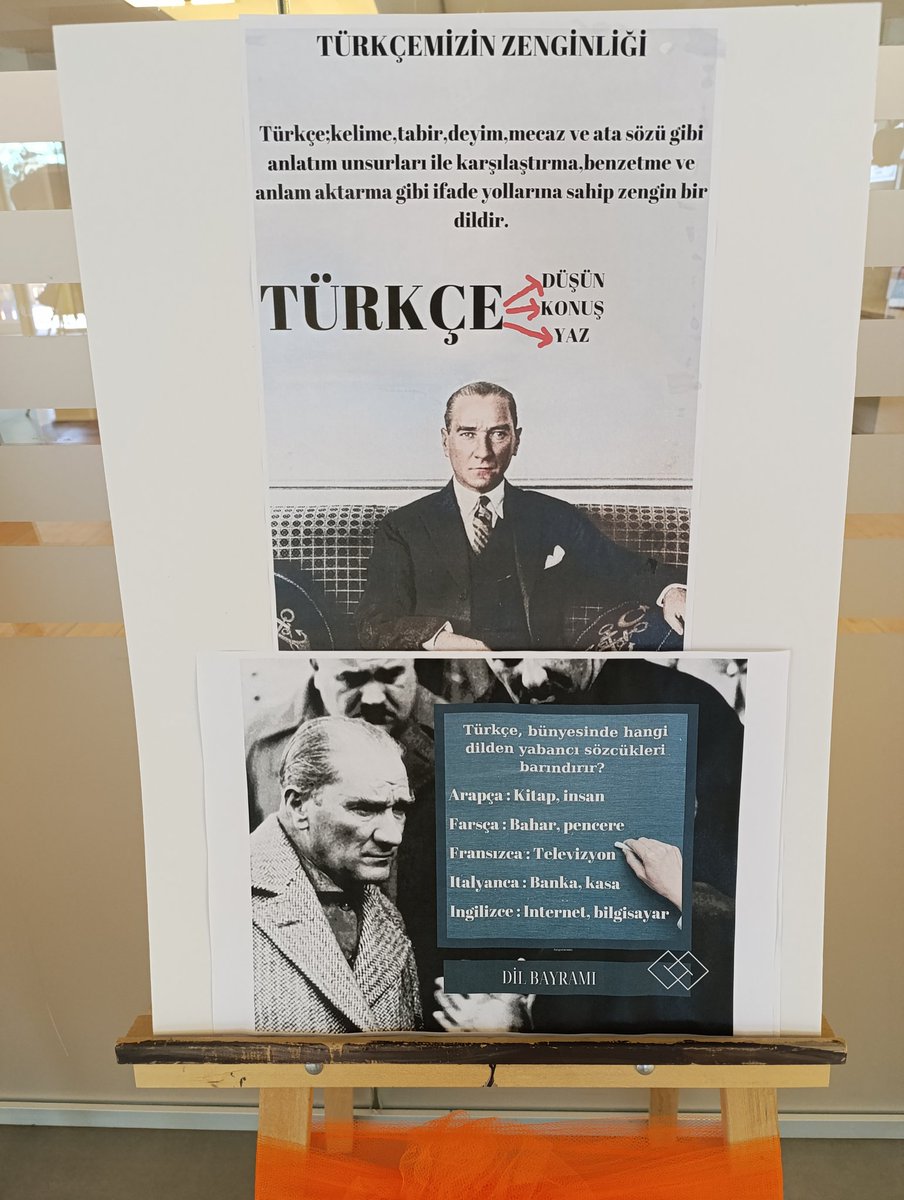 TÜRKÇEMİZİN ZENGİNLİĞİ
Türkçe;kelime,tabir,deyim,mecaz ve ata sözü gibi
anlatım unsurları ile karşılaştırma,benzetme ve
anlam aktarma gibi ifade yollarına sahip zengin bir
dildir.
TÜRKÇE
DÜŞÜN
KONUŞ
YAZ
Türkçe, bünyesinde hangi
dilden yabancı sözcükleri
barındırır?
Arapça : Kitap, insan
Farsça : Bahar, pencere
Fransızca : Televizyon
Italyanca : Banka, kasa
Ingilizce : Internet, bilgisayar
DİL BAYRAMI